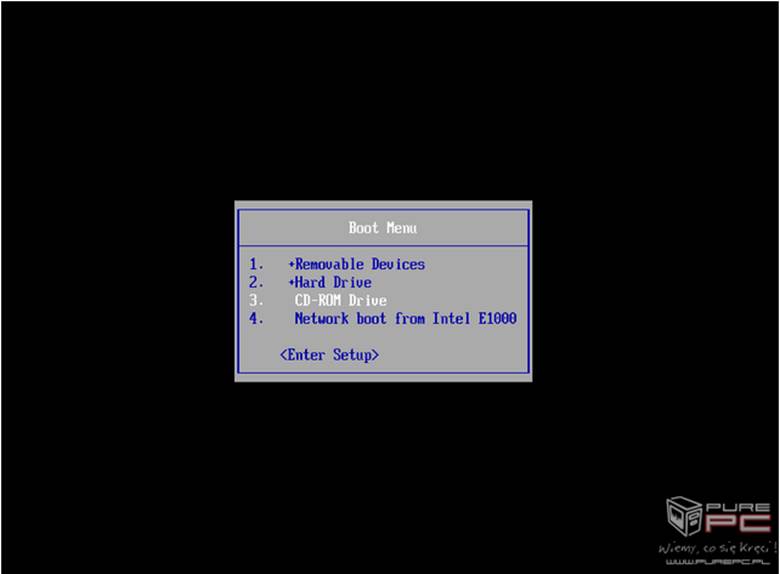 Boot Menu
1. +Removable Devices
2. +Hard Drive
3. CD-ROM Drive
4. Network boot from Intel E1000
<Enter Setup>
PURE
PC
Wiemy, co się kręci!
WWW.PUREPC.PL